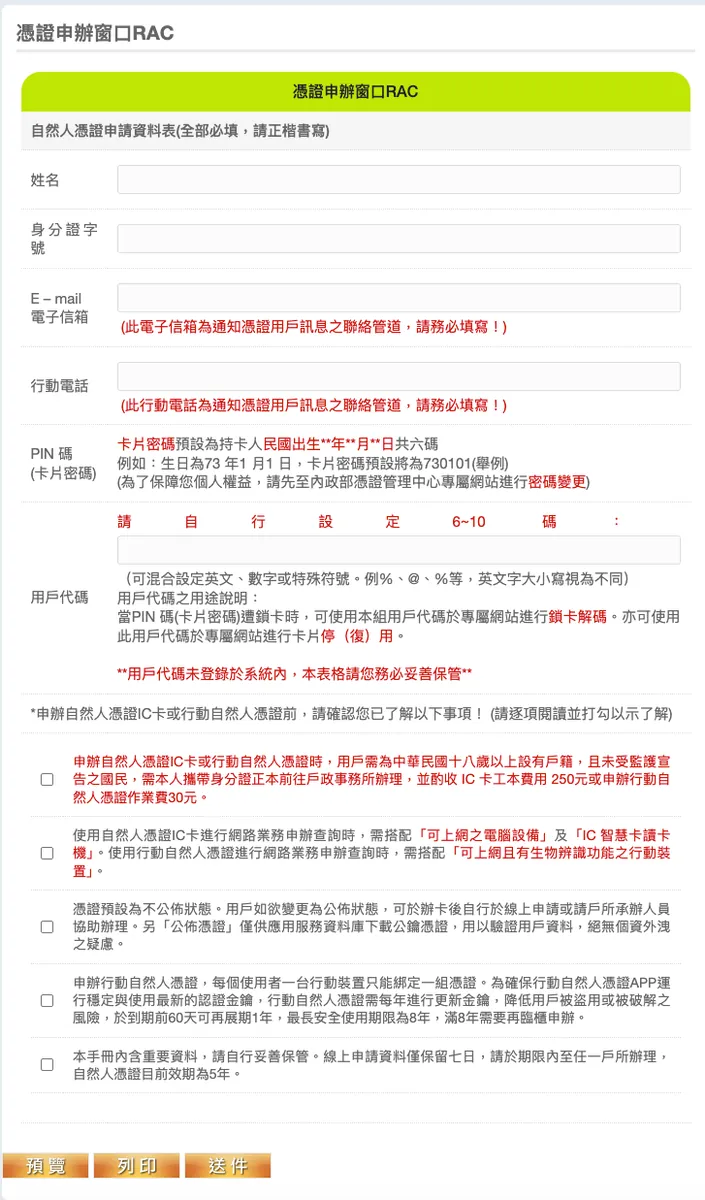 憑證申辦窗口RAC
憑證申辦窗口RAC
自然人憑證申請資料表(全部必填，請正楷書寫)
姓名
身分證字
號
E – mail
電子信箱
(此電子信箱為通知憑證用戶訊息之聯絡管道，請務必填寫！)
行動電話
(此行動電話為通知憑證用戶訊息之聯絡管道，請務必填寫！)
PIN 碼
(卡片密碼)
卡片密碼預設為持卡人民國出生**年**月**日共六碼
例如：生日為73 年1 月1 日，卡片密碼預設將為730101(舉例)
(為了保障您個人權益，請先至內政部憑證管理中心專屬網站進行密碼變更)
用戶代碼
請自行設定6~10碼：
（可混合設定英文、數字或特殊符號。例%、@、%等，英文字大小寫視為不同）
用戶代碼之用途說明：
當PIN 碼(卡片密碼)遭鎖卡時，可使用本組用戶代碼於專屬網站進行鎖卡解碼。亦可使用
此用戶代碼於專屬網站進行卡片停（復）用。
**用戶代碼未登錄於系統內，本表格請您務必妥善保管**
*申辦自然人憑證IC卡或行動自然人憑證前，請確認您已了解以下事項！ (請逐項閱讀並打勾以示了解)
申辦自然人憑證IC卡或行動自然人憑證時，用戶需為中華民國十八歲以上設有戶籍，且未受監護宣
告之國民，需本人攜帶身分證正本前往戶政事務所辦理，並酌收 IC 卡工本費用 250元或申辦行動自
然人憑證作業費30元。
使用自然人憑證IC卡進行網路業務申辦查詢時，需搭配「可上網之電腦設備」及「IC 智慧卡讀卡
機」。使用行動自然人憑證進行網路業務申辦查詢時，需搭配「可上網且有生物辨識功能之行動裝
置」。
憑證預設為不公佈狀態。用戶如欲變更為公佈狀態，可於辦卡後自行於線上申請或請戶所承辦人員
協助辦理。另「公佈憑證」僅供應用服務資料庫下載公鑰憑證，用以驗證用戶資料，絕無個資外洩
之疑慮。
申辦行動自然人憑證，每個使用者一台行動裝置只能綁定一組憑證。為確保行動自然人憑證APP運
行穩定與使用最新的認證金鑰，行動自然人憑證需每年進行更新金鑰，降低用戶被盜用或被破解之
風險，於到期前60天可再展期1年，最長安全使用期限為8年，滿8年需要再臨櫃申辦。
本手冊內含重要資料，請自行妥善保管。線上申請資料僅保留七日，請於期限內至任一戶所辦理，
自然人憑證目前效期為5年。
預覽 列印 送件